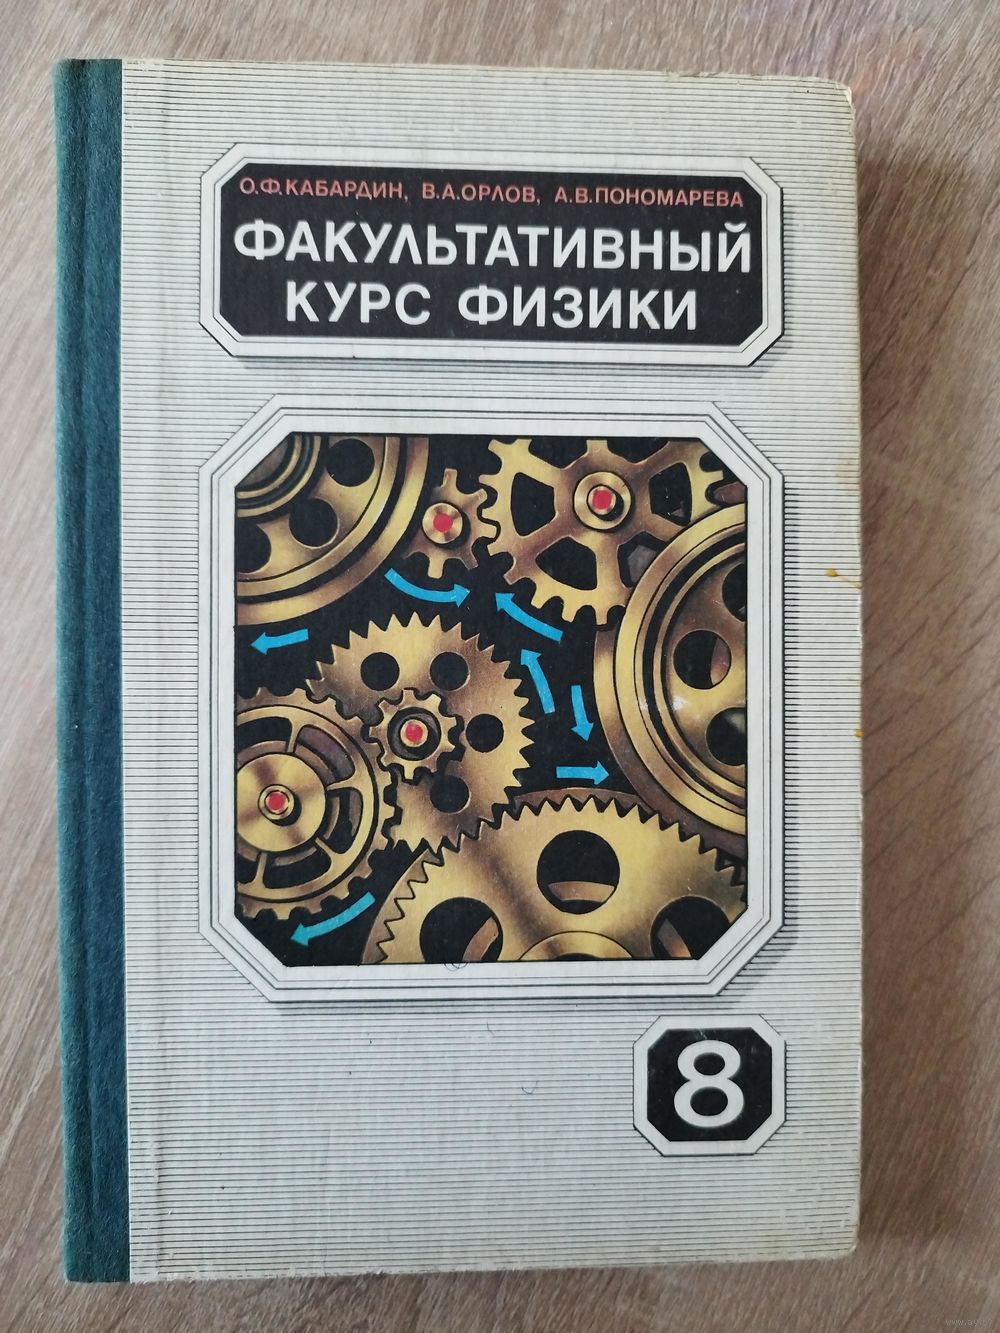 О.Ф.КАБАРДИН, В.А.ОРЛОВ, А.В.ПОНОМАРЕВА
ФАКУЛЬТАТИВНЫЙ
КУРС ФИЗИКИ
8